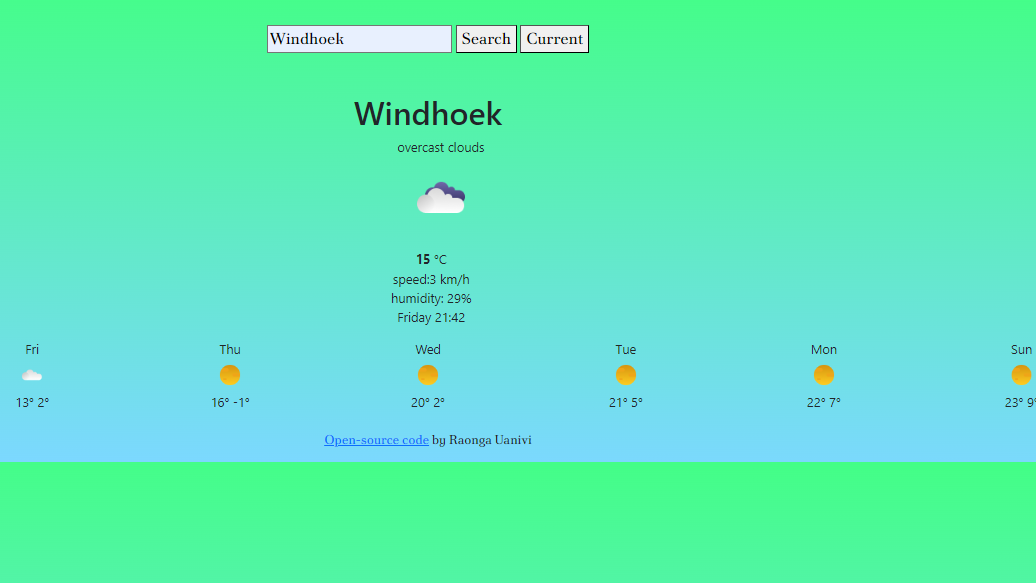 Windhoek Search Current
Windhoek
overcast clouds
15 °C
speed:3 km/h
humidity: 29%
Friday 21:42
Fri Thu Wed Tue Mon Sun
13° 2° 16° -1° 20° 2° 21° 5° 22° 7° 23° 9°
Open-source code by Raonga Uanivi